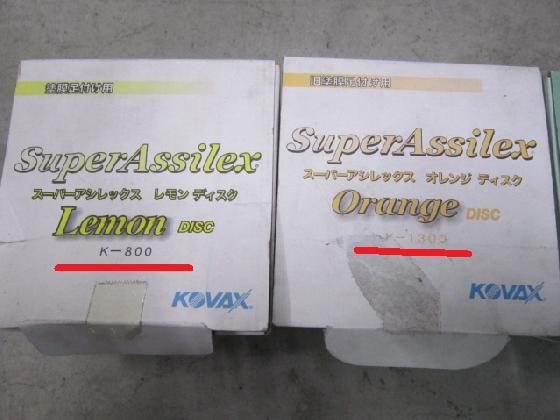 塗膜足付け用
SuperAssilex
スーパーアシレックス レモン ディスク
Lemon DISC
K－800
KOVAX
旧塗膜足付け用
SuperAssilex
スーパーアシレックス オレンジ ディスク
Orange DISC
K－1300
KOVAX